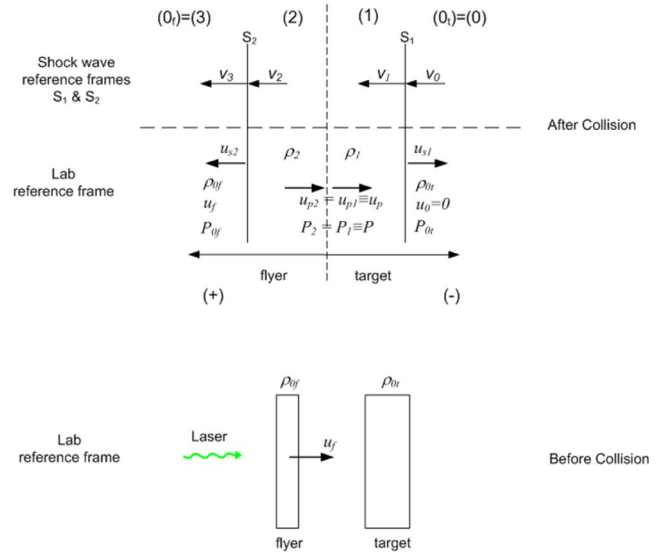 (0f)=(3) (2) (1) (0t)=(0)
S2 S1
Shock wave
reference frames
S1 & S2
v3 v2 v1 v0
After Collision
us2 ρ2 ρ1 us1
Lab
reference frame
ρ0f ρ0t
uf up2 = up1≡up u0=0
P0f P2 = P1≡P P0t
flyer target
(+) (-)
ρ0f ρ0t
Lab
reference frame
Laser
uf
Before Collision
flyer target